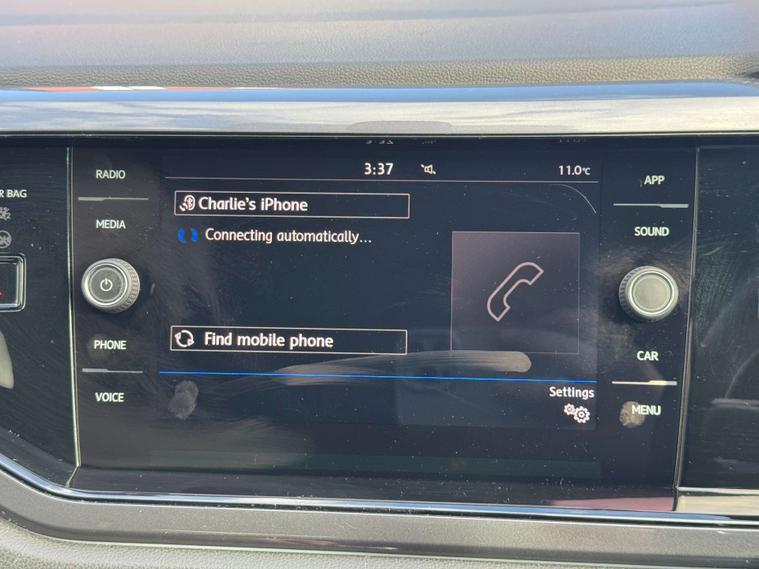 R BAG
RADIO
MEDIA
PHONE
VOICE
3:37
11.0°C
Charlie's iPhone
Connecting automatically...
Find mobile phone
Settings
APP
SOUND
CAR
MENU